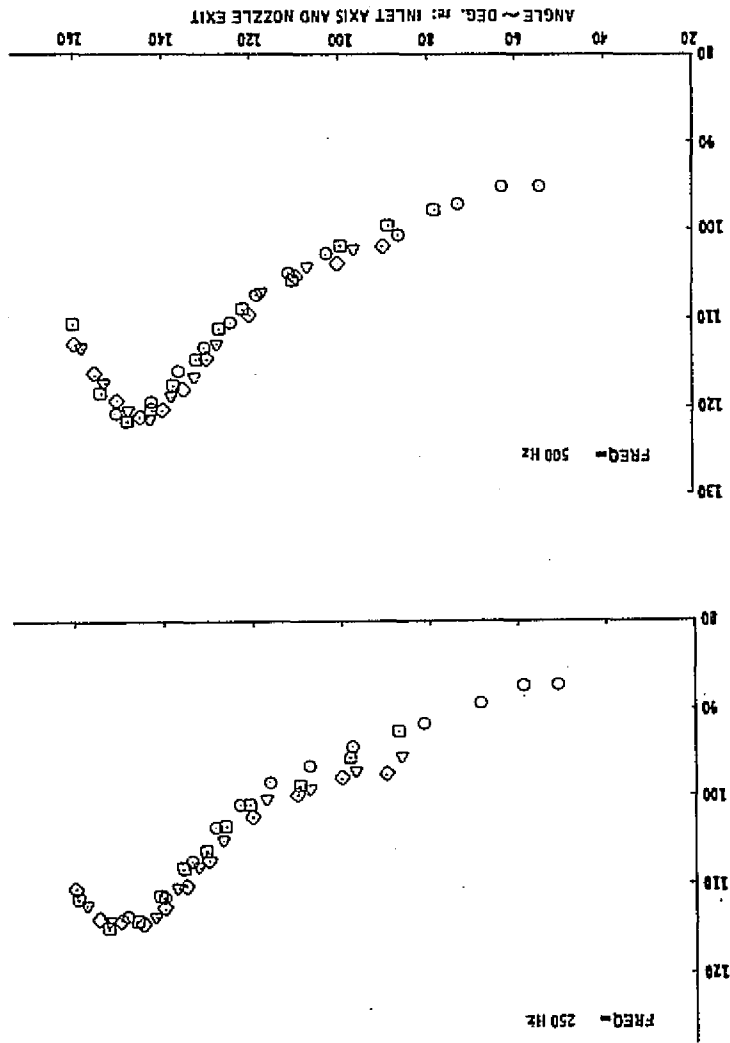 FREQ= 250 Hz
120
110
100
90
80
130
FREQ= 500 Hz
120
110
100
90
80
20 40 60 80 100 120 140 160
ANGLE ~ DEG. re: INLET AXIS AND NOZZLE EXIT